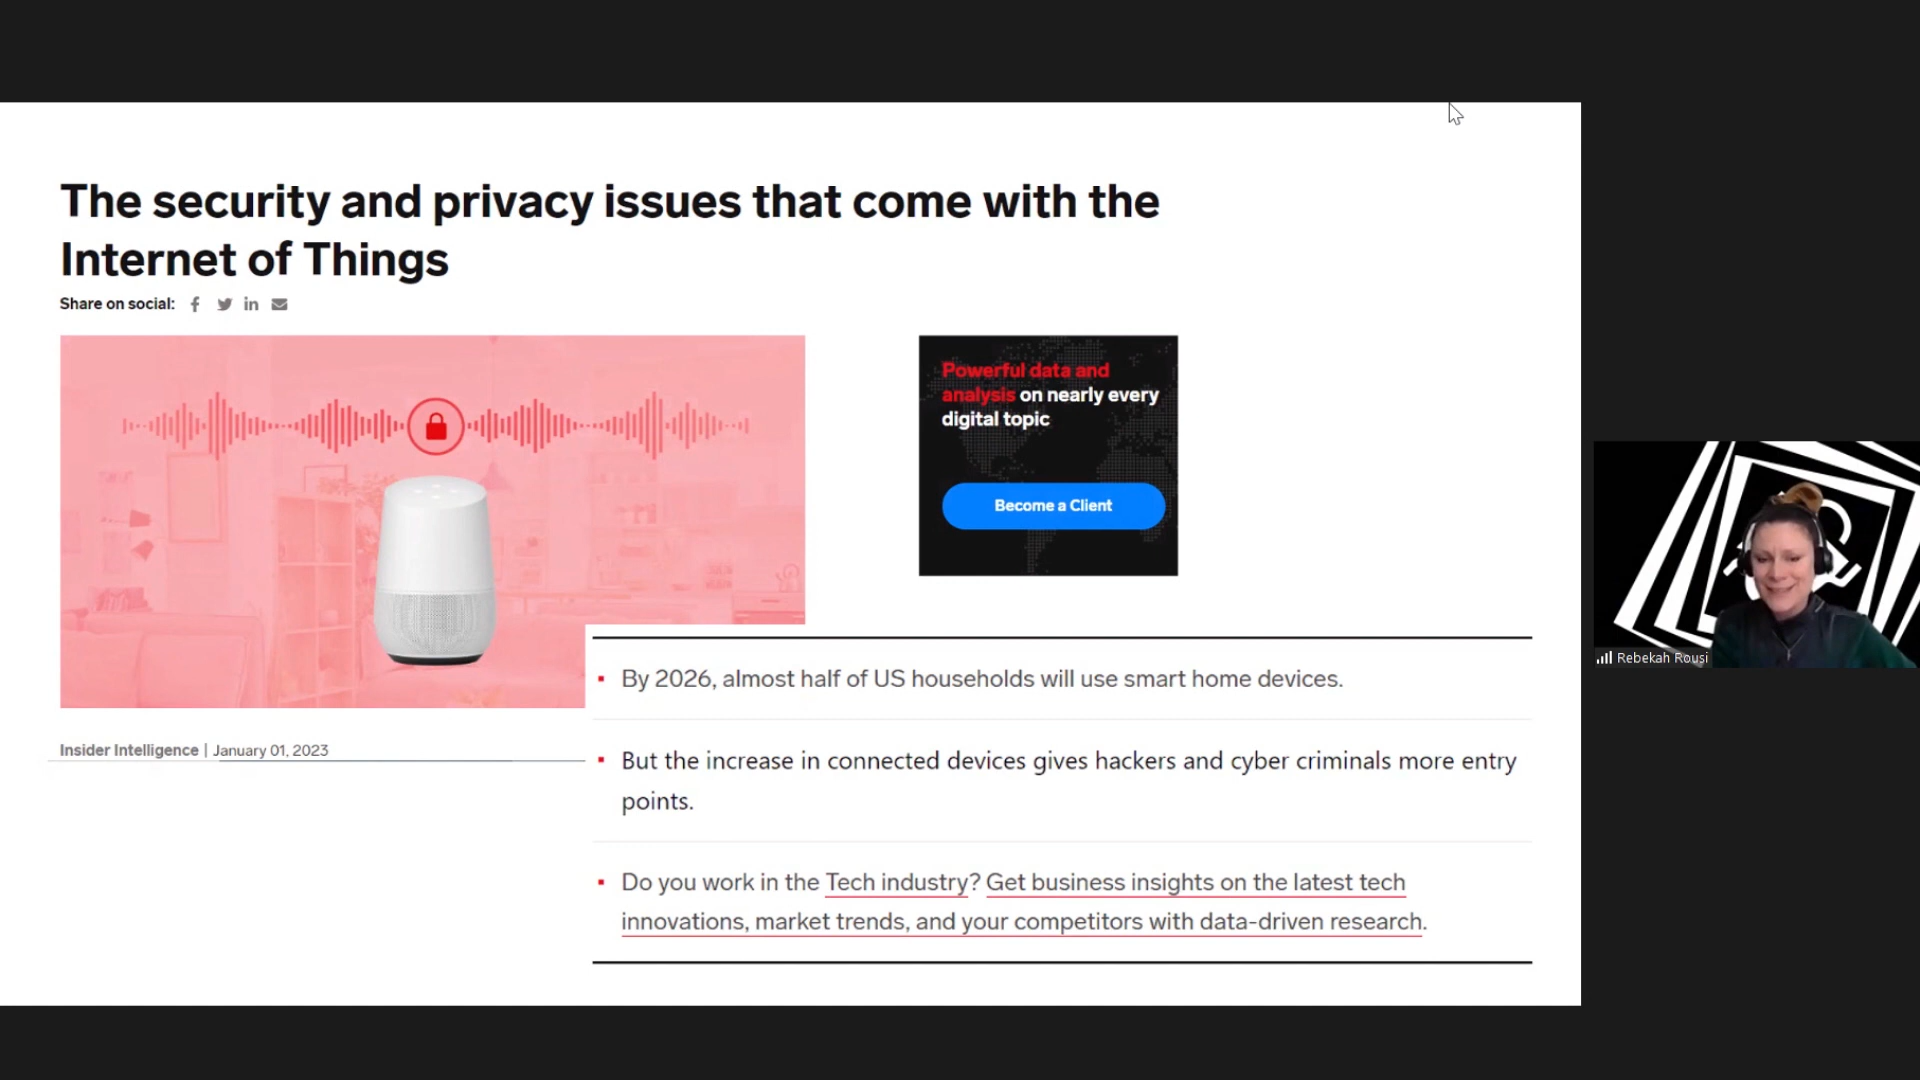 The security and privacy issues that come with the
Internet of Things
Share on social:
Powerful data and
analysis on nearly every
digital topic
Become a Client
Insider Intelligence | January 01, 2023
By 2026, almost half of US households will use smart home devices.
But the increase in connected devices gives hackers and cyber criminals more entry
points.
Do you work in the Tech industry? Get business insights on the latest tech
innovations, market trends, and your competitors with data-driven research.
Rebekah Rousi